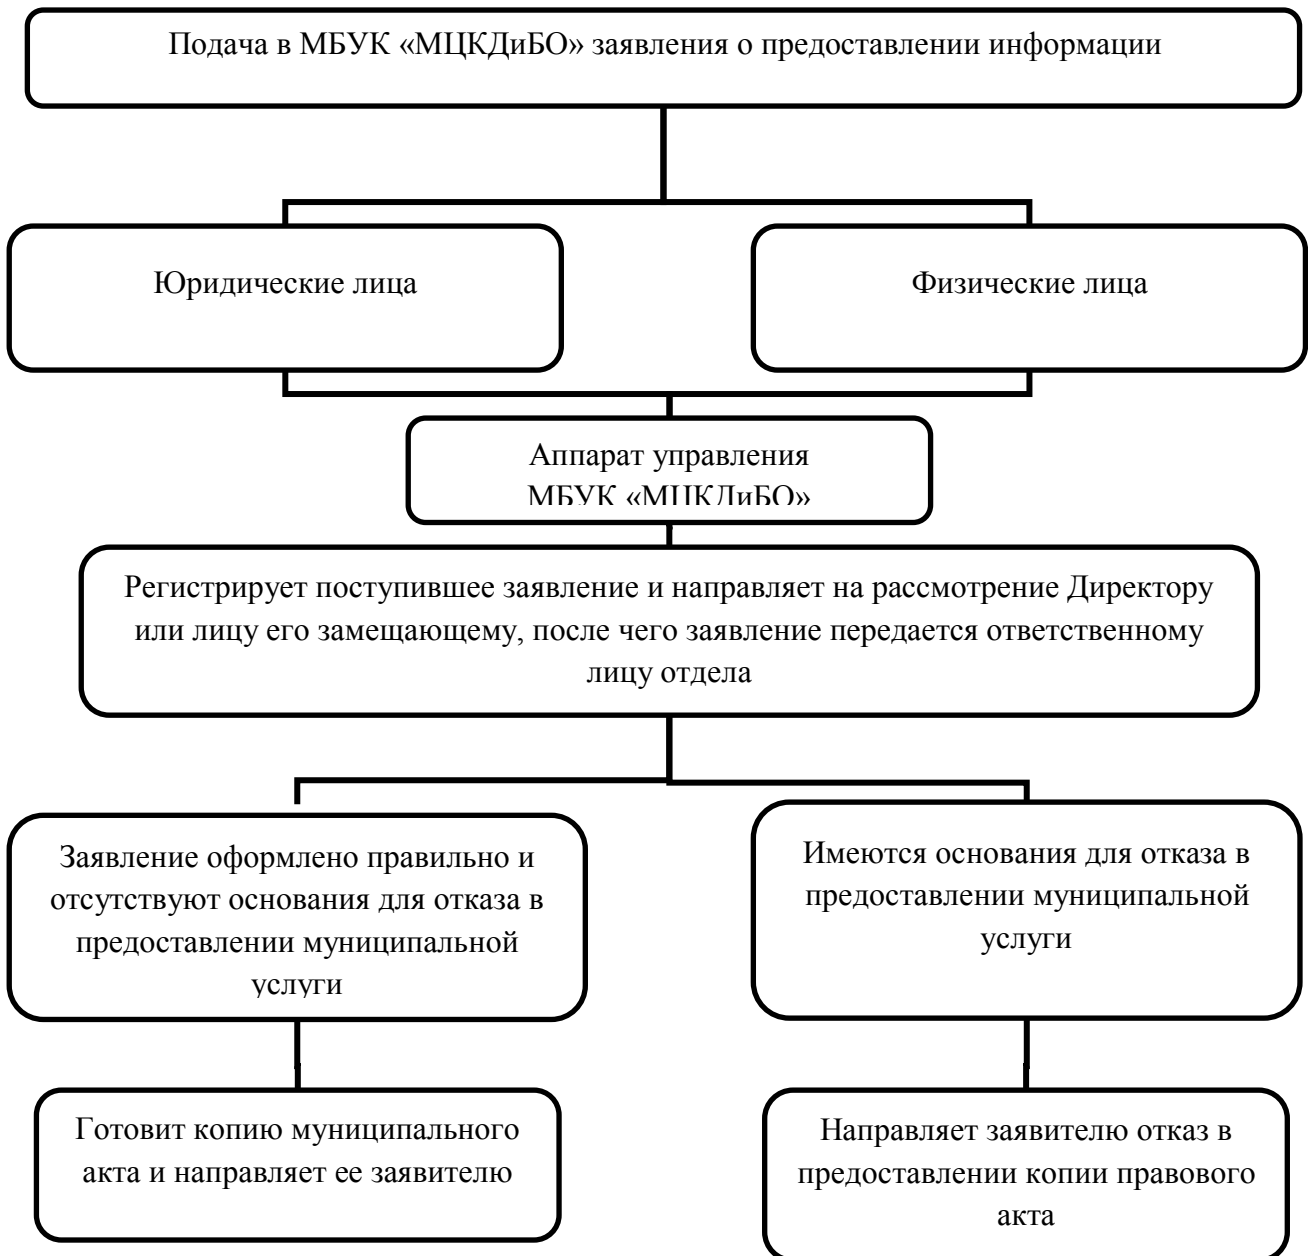 Подача в МБУК «МЦКДиБО» заявления о предоставлении информации
Юридические лица
Физические лица
Аппарат управления
МБУК «МЦКДиБО»
Регистрирует поступившее заявление и направляет на рассмотрение Директору
или лицу его замещающему, после чего заявление передается ответственному
лицу отдела
Заявление оформлено правильно и
отсутствуют основания для отказа в
предоставлении муниципальной
услуги
Имеются основания для отказа в
предоставлении муниципальной
услуги
Готовит копию муниципального
акта и направляет ее заявителю
Направляет заявителю отказ в
предоставлении копии правового
акта